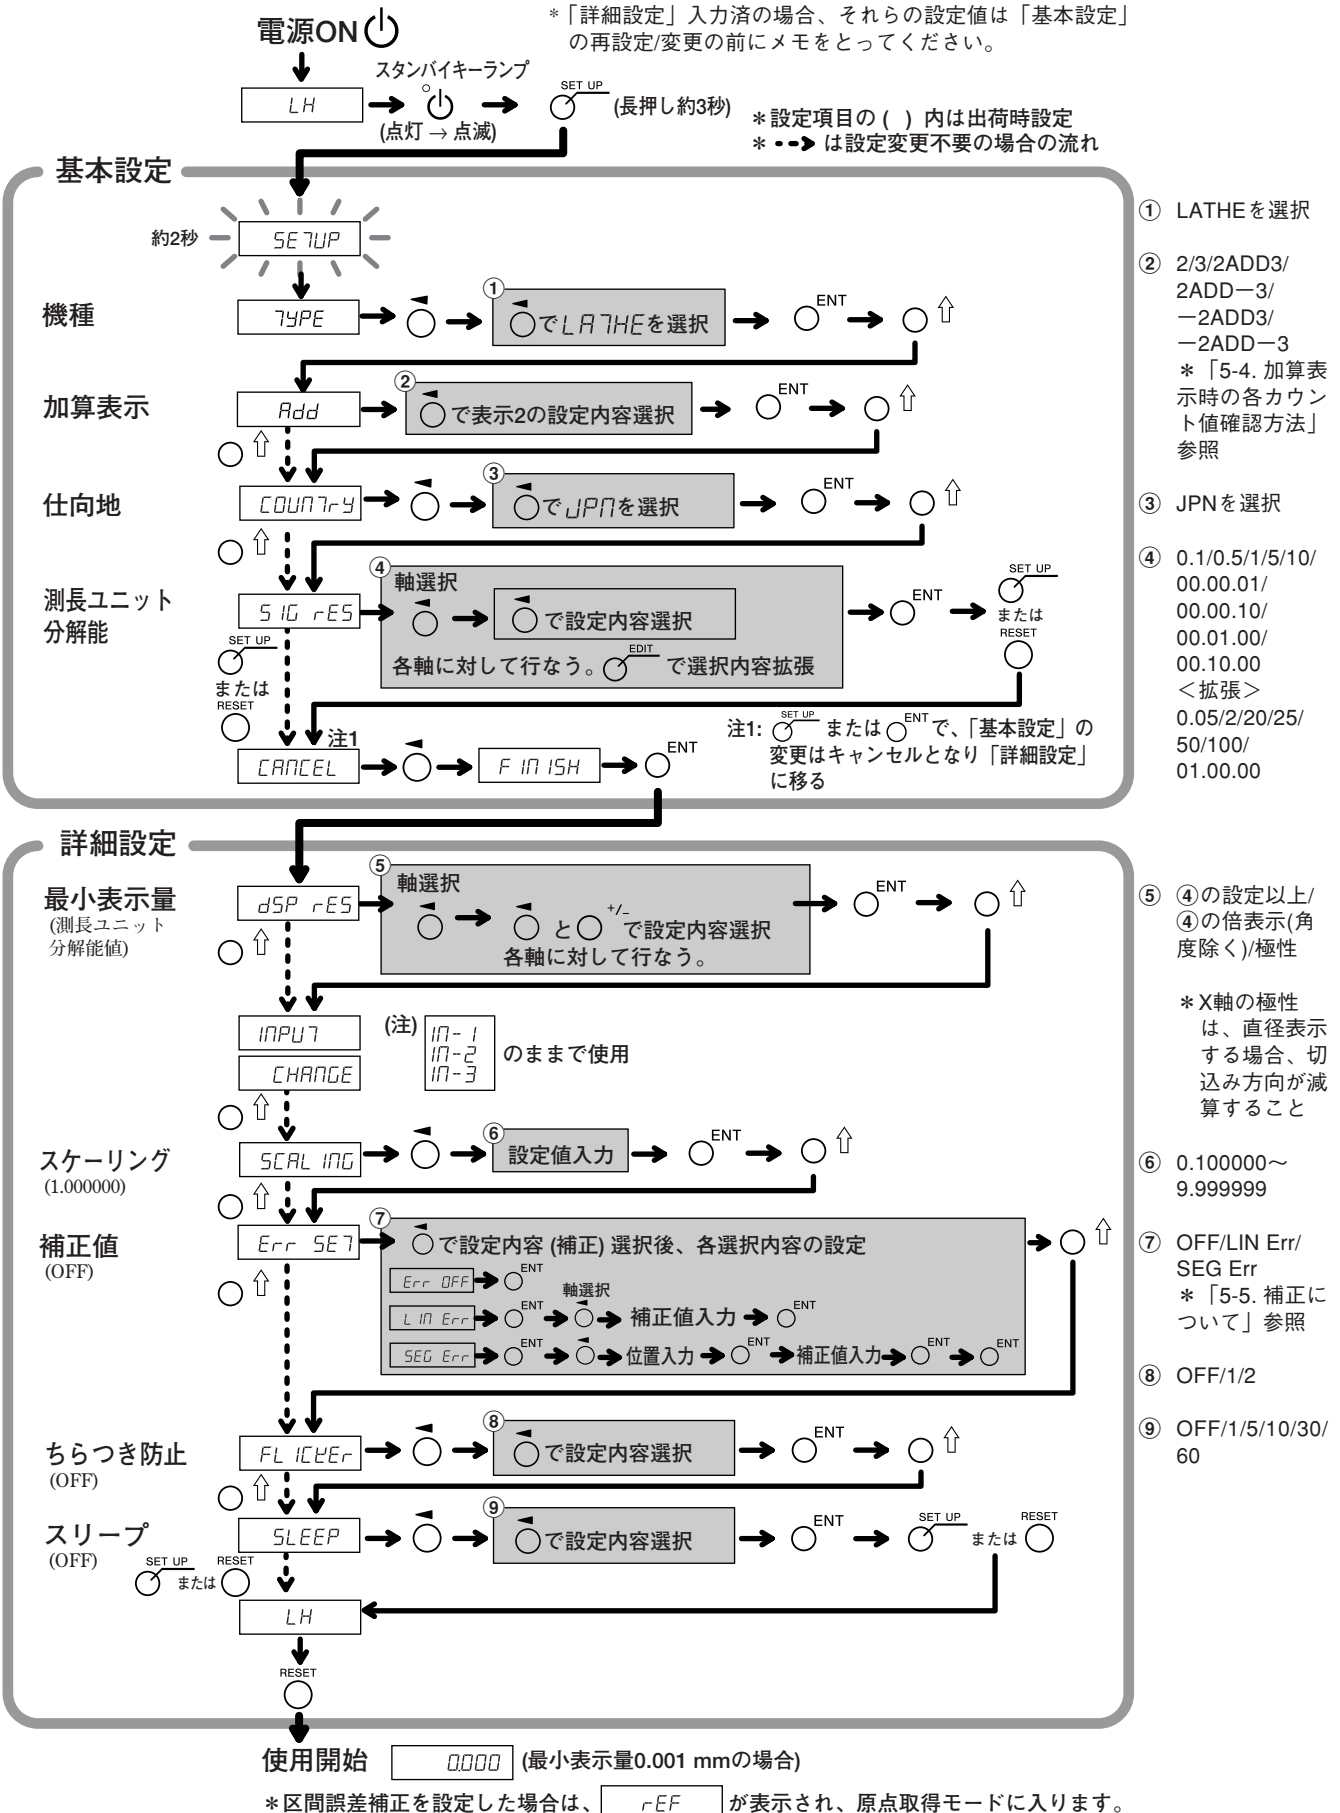 電源ON
*「詳細設定」入力済の場合、それらの設定値は「基本設定」
の再設定/変更の前にメモをとってください。
スタンバイキーランプ
LH
SET UP
(長押し約3秒)
(点灯 → 点滅)
*設定項目の ( ) 内は出荷時設定
* は設定変更不要の場合の流れ
基本設定
約2秒
SETUP
機種
TYPE
①
でLATHEを選択
ENT
加算表示
Add
②
で表示2の設定内容選択
ENT
仕向地
COUNTrY
③
でJPNを選択
ENT
測長ユニット
分解能
SIG rES
④
軸選択
で設定内容選択
各軸に対して行なう。
EDIT
で選択内容拡張
ENT
SET UP
または
RESET
SET UP
または
RESET
注1
CANCEL
FINISH
ENT
注1:
SET UP
または
ENT
で、「基本設定」の
変更はキャンセルとなり「詳細設定」
に移る
① LATHEを選択
② 2/3/2ADD3/
2ADD－3/
－2ADD3/
－2ADD－3
*「5-4. 加算表
示時の各カウン
ト値確認方法」
参照
③ JPNを選択
④ 0.1/0.5/1/5/10/
00.00.01/
00.00.10/
00.01.00/
00.10.00
＜拡張＞
0.05/2/20/25/
50/100/
01.00.00
詳細設定
最小表示量
(測長ユニット
分解能値)
dSP rES
⑤
軸選択
と
+/-
で設定内容選択
各軸に対して行なう。
ENT
INPUT
CHANGE
(注)
IN-1
IN-2
IN-3
のままで使用
スケーリング
(1.000000)
SCALING
⑥
設定値入力
ENT
補正値
(OFF)
Err SET
⑦
で設定内容 (補正) 選択後、各選択内容の設定
Err OFF
ENT
LIN Err
ENT
軸選択
補正値入力
ENT
SEG Err
ENT
位置入力
ENT
補正値入力
ENT
ENT
ちらつき防止
(OFF)
FLICKEr
⑧
で設定内容選択
ENT
スリープ
(OFF)
SLEEP
⑨
で設定内容選択
ENT
SET UP
または
RESET
SET UP
または
RESET
LH
RESET
⑤ ④の設定以上/
④の倍表示(角
度除く)/極性
*X軸の極性
は、直径表示
する場合、切
込み方向が減
算すること
⑥ 0.100000～
9.999999
⑦ OFF/LIN Err/
SEG Err
*「5-5. 補正に
ついて」参照
⑧ OFF/1/2
⑨ OFF/1/5/10/30/
60
使用開始
0.000
(最小表示量0.001 mmの場合)
*区間誤差補正を設定した場合は、 rEF が表示され、原点取得モードに入ります。